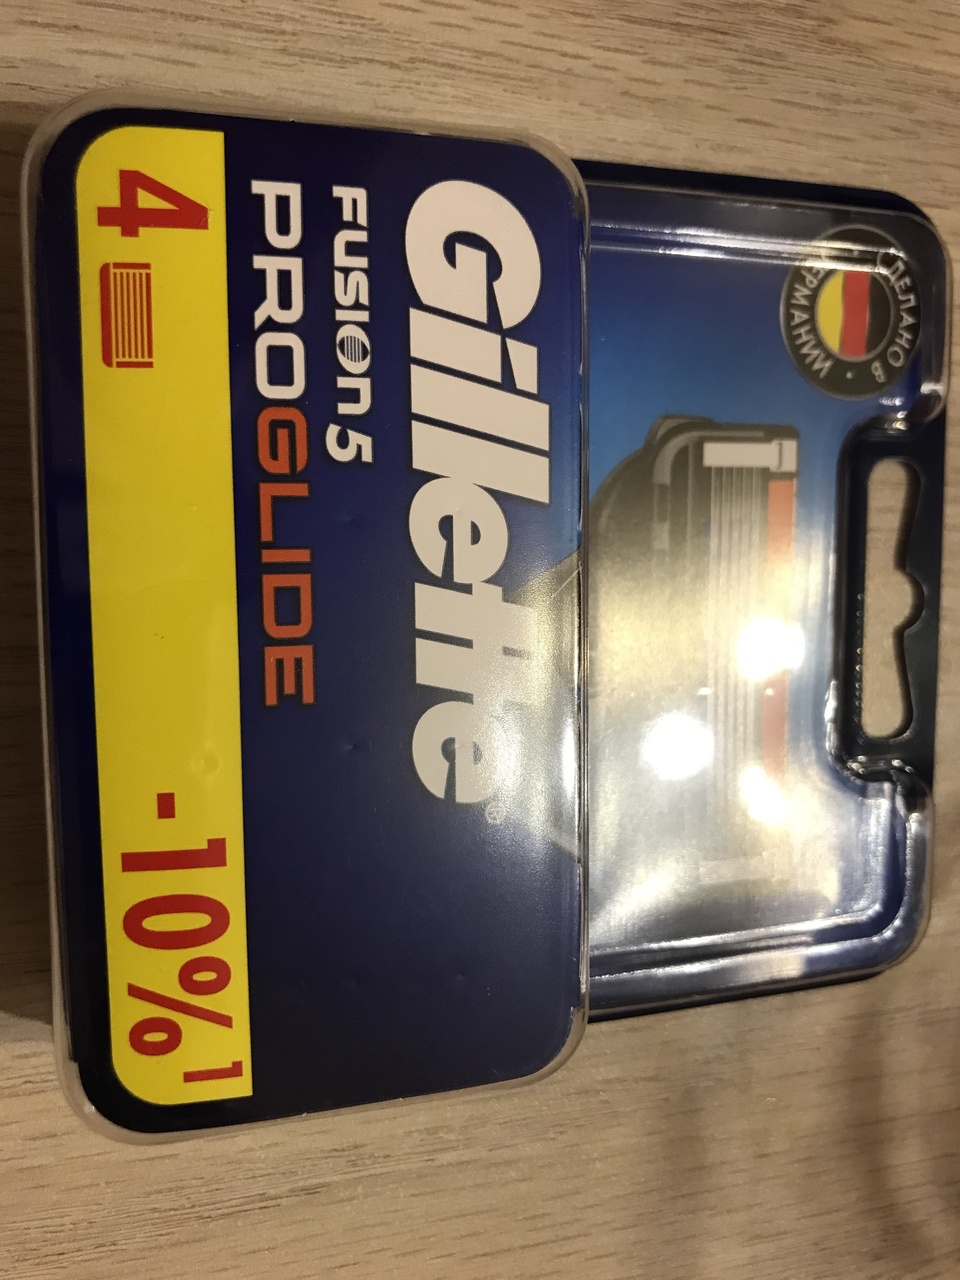 СДЕЛАНО В
ГЕРМАНИИ
Gillette®
FUSION5
PROGLIDE
4
-10%¹